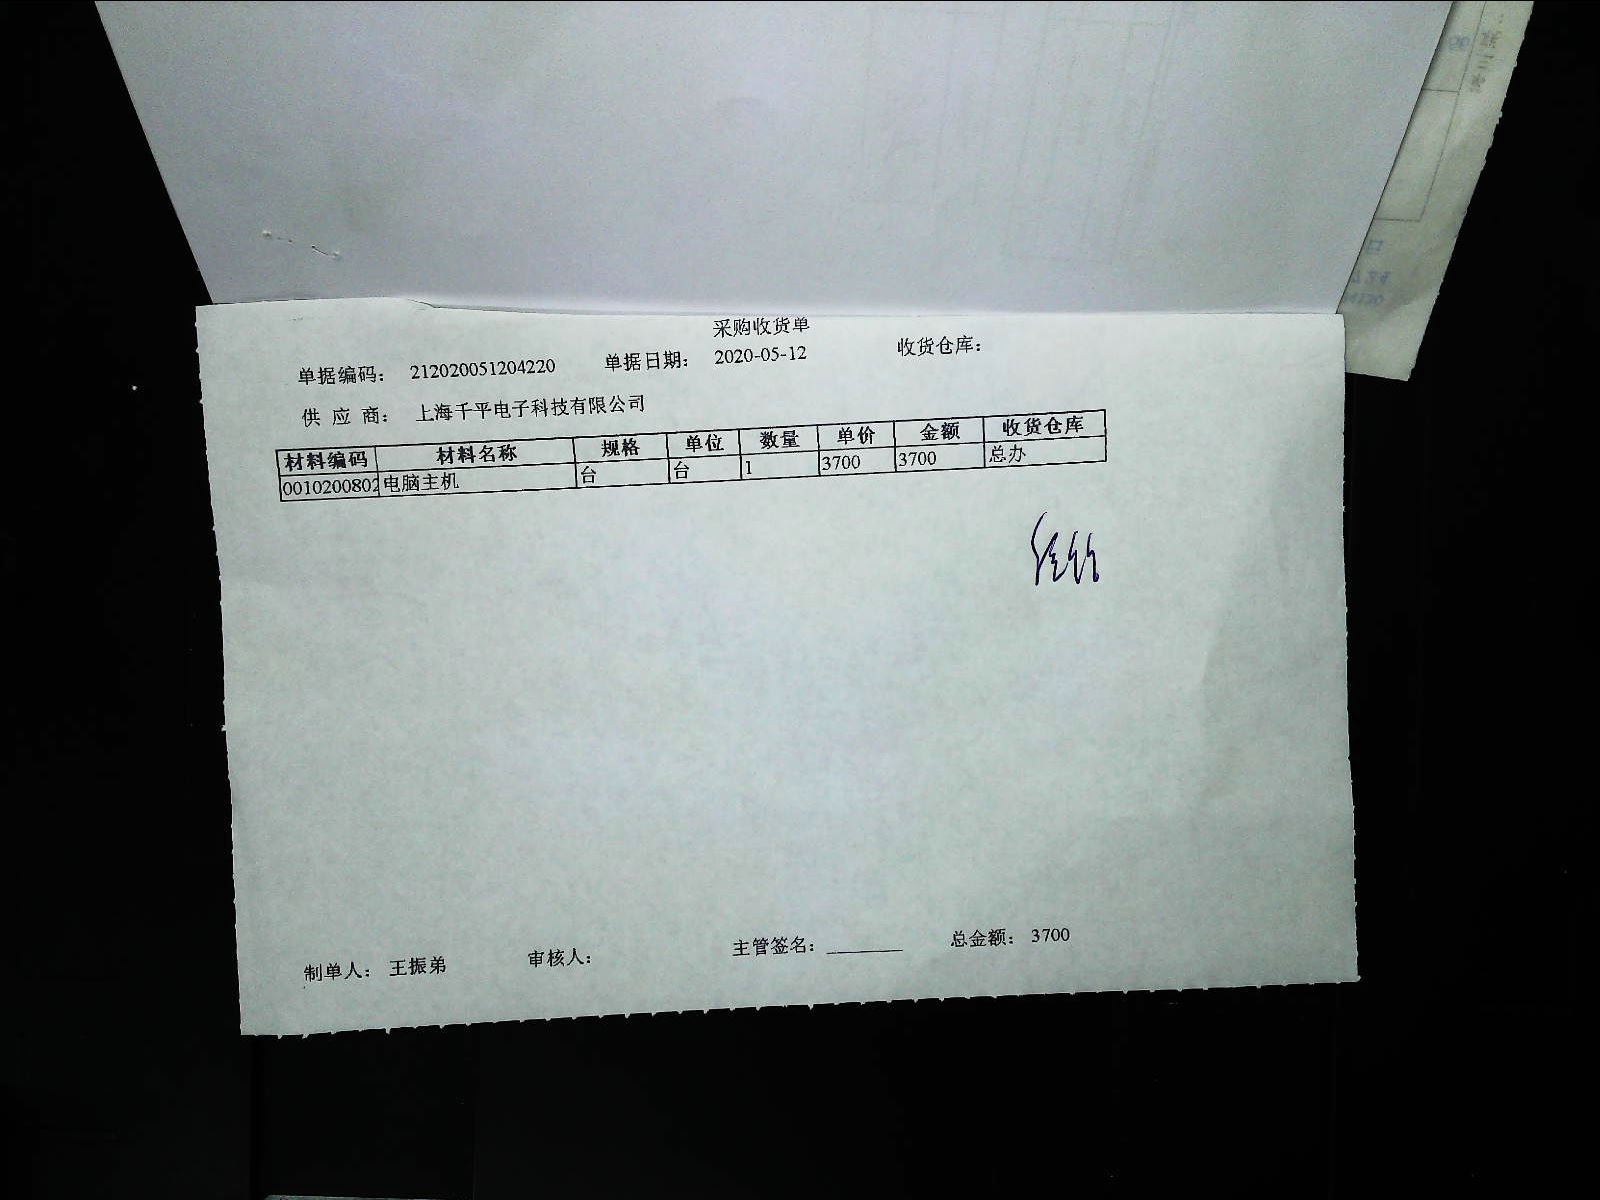 采购收货单
单据编码： 212020051204220 单据日期： 2020-05-12 收货仓库：
供 应 商： 上海千平电子科技有限公司
材料编码 材料名称 规格 单位 数量 单价 金额 收货仓库
0010200802 电脑主机 台 台 1 3700 3700 总办
制单人： 王振弟 审核人： 主管签名： 总金额： 3700